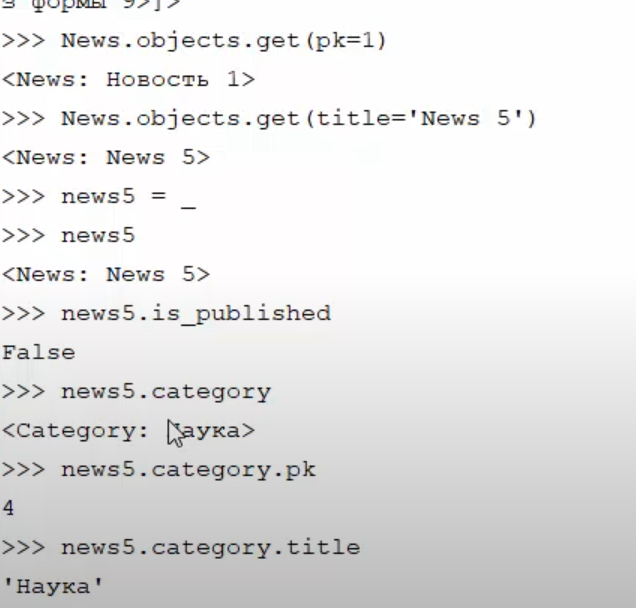 з формы 9>]>
>>> News.objects.get(pk=1)
<News: Новость 1>
>>> News.objects.get(title='News 5')
<News: News 5>
>>> news5 = _
>>> news5
<News: News 5>
>>> news5.is_published
False
>>> news5.category
<Category: Наука>
>>> news5.category.pk
4
>>> news5.category.title
'Наука'